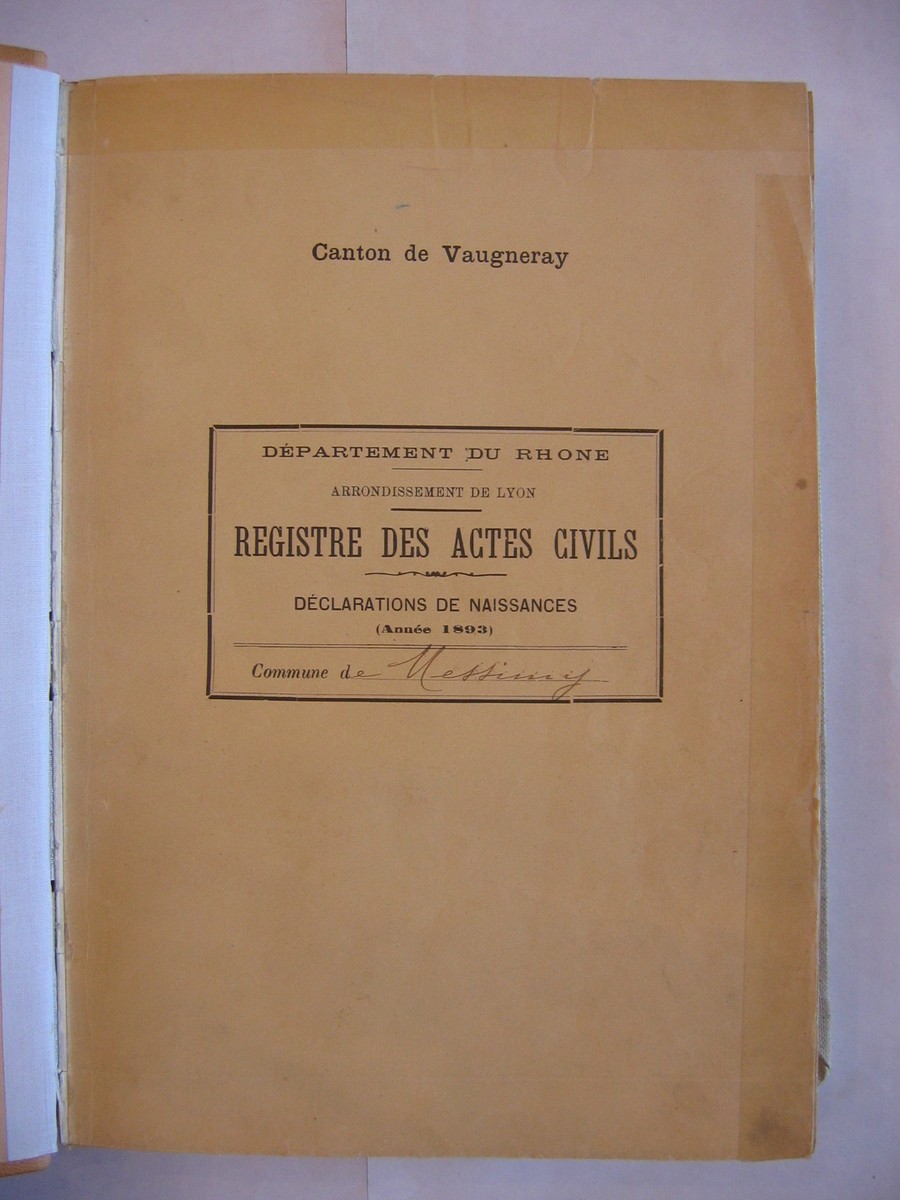 Canton de Vaugneray
DÉPARTEMENT DU RHONE
ARRONDISSEMENT DE LYON
REGISTRE DES ACTES CIVILS
DÉCLARATIONS DE NAISSANCES
(Année 1893)
Commune de Messimy